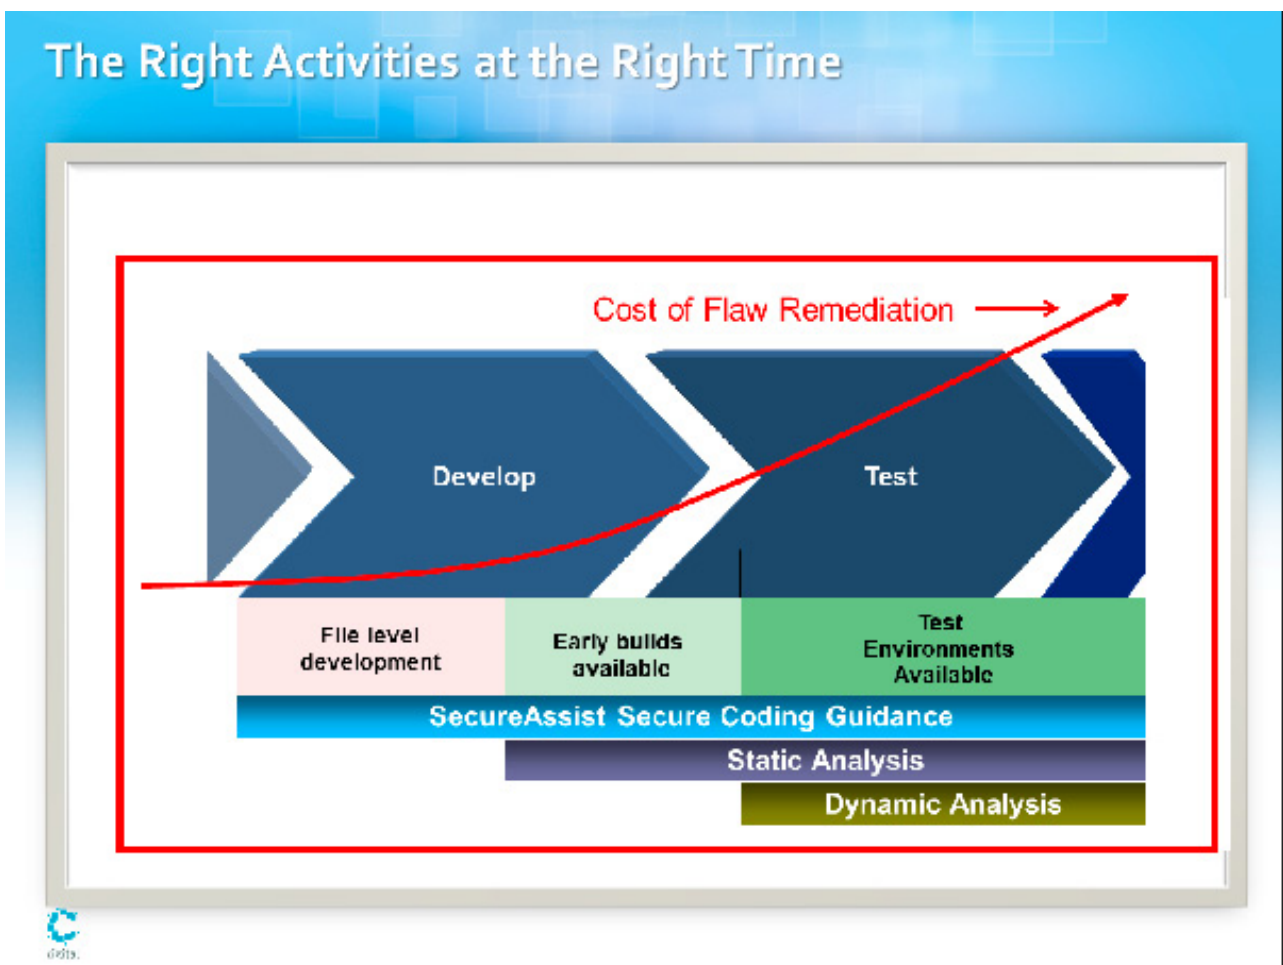 The Right Activities at the Right Time
Cost of Flaw Remediation
Develop
Test
File level
development
Early builds
available
Test
Environments
Available
SecureAssist Secure Coding Guidance
Static Analysis
Dynamic Analysis